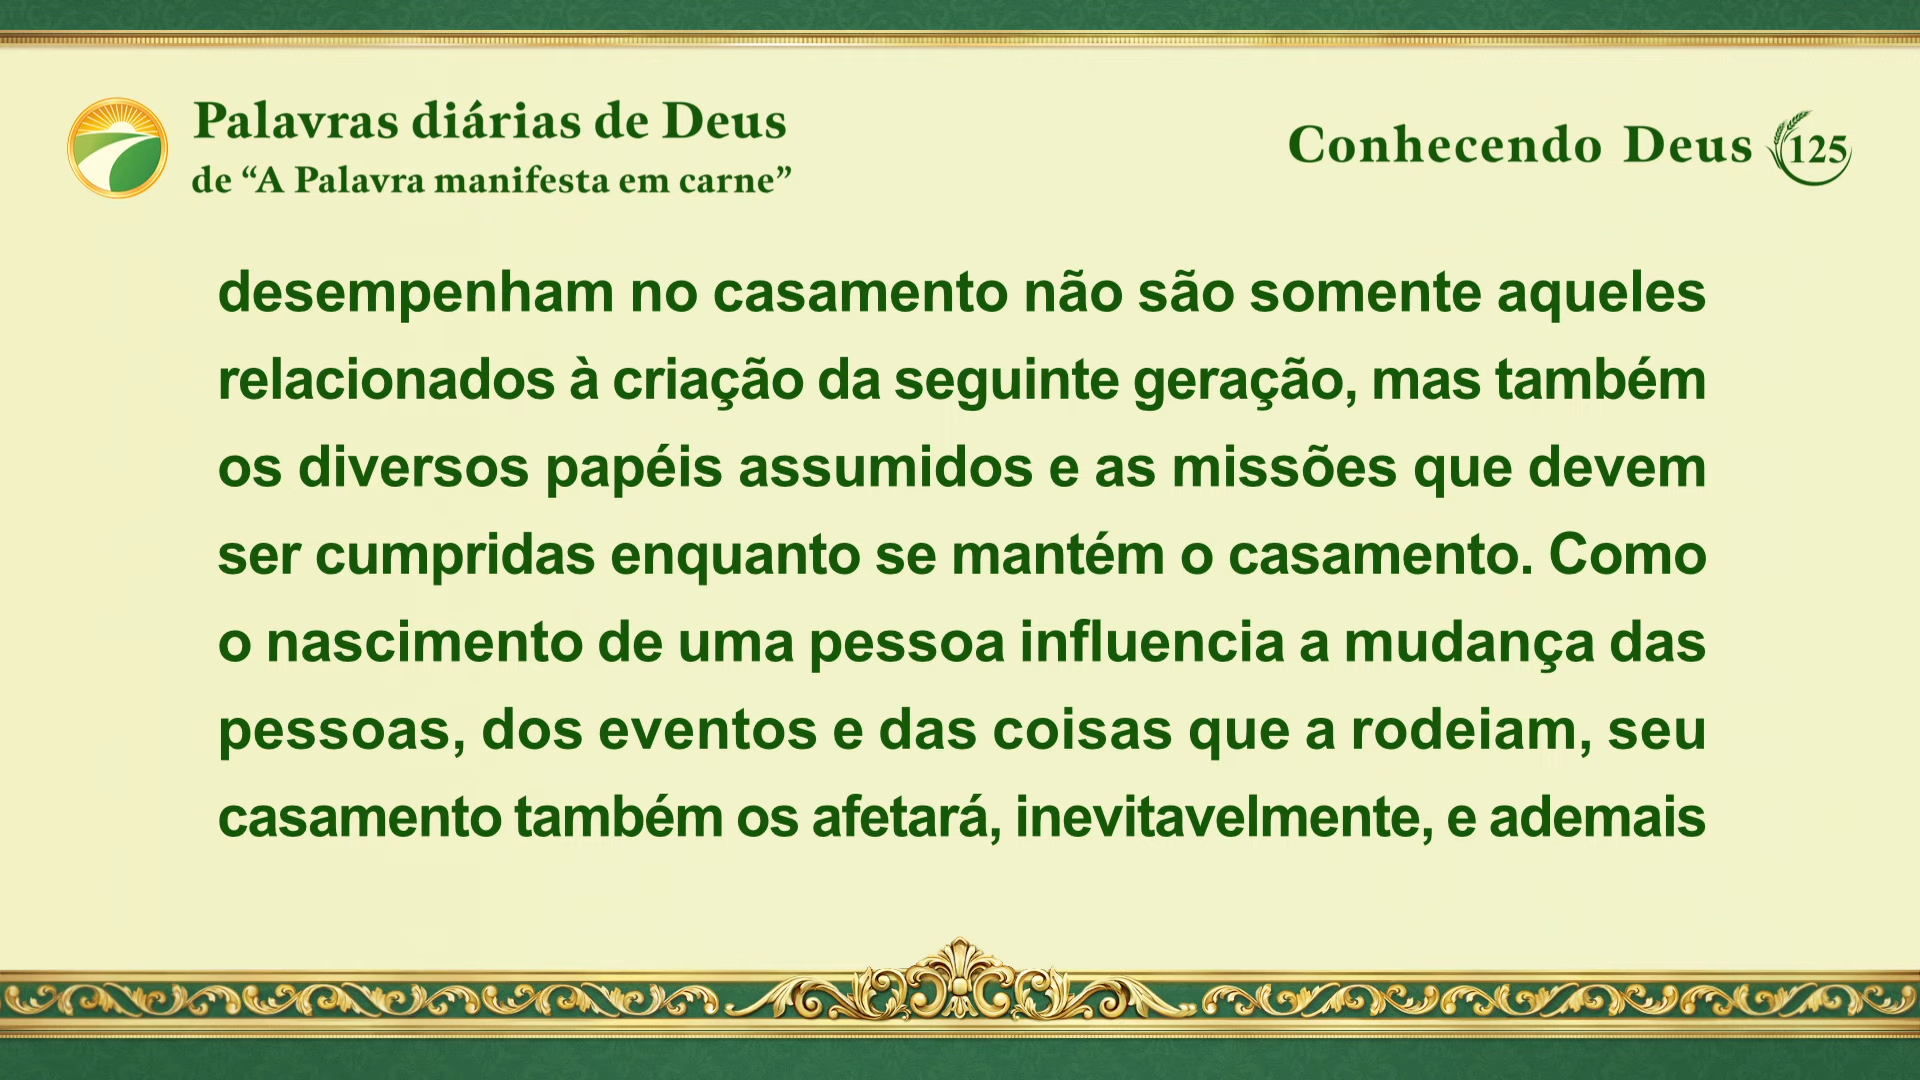 Palavras diárias de Deus
de “A Palavra manifesta em carne”
Conhecendo Deus 125
desempenham no casamento não são somente aqueles
relacionados à criação da seguinte geração, mas também
os diversos papéis assumidos e as missões que devem
ser cumpridas enquanto se mantém o casamento. Como
o nascimento de uma pessoa influencia a mudança das
pessoas, dos eventos e das coisas que a rodeiam, seu
casamento também os afetará, inevitavelmente, e ademais